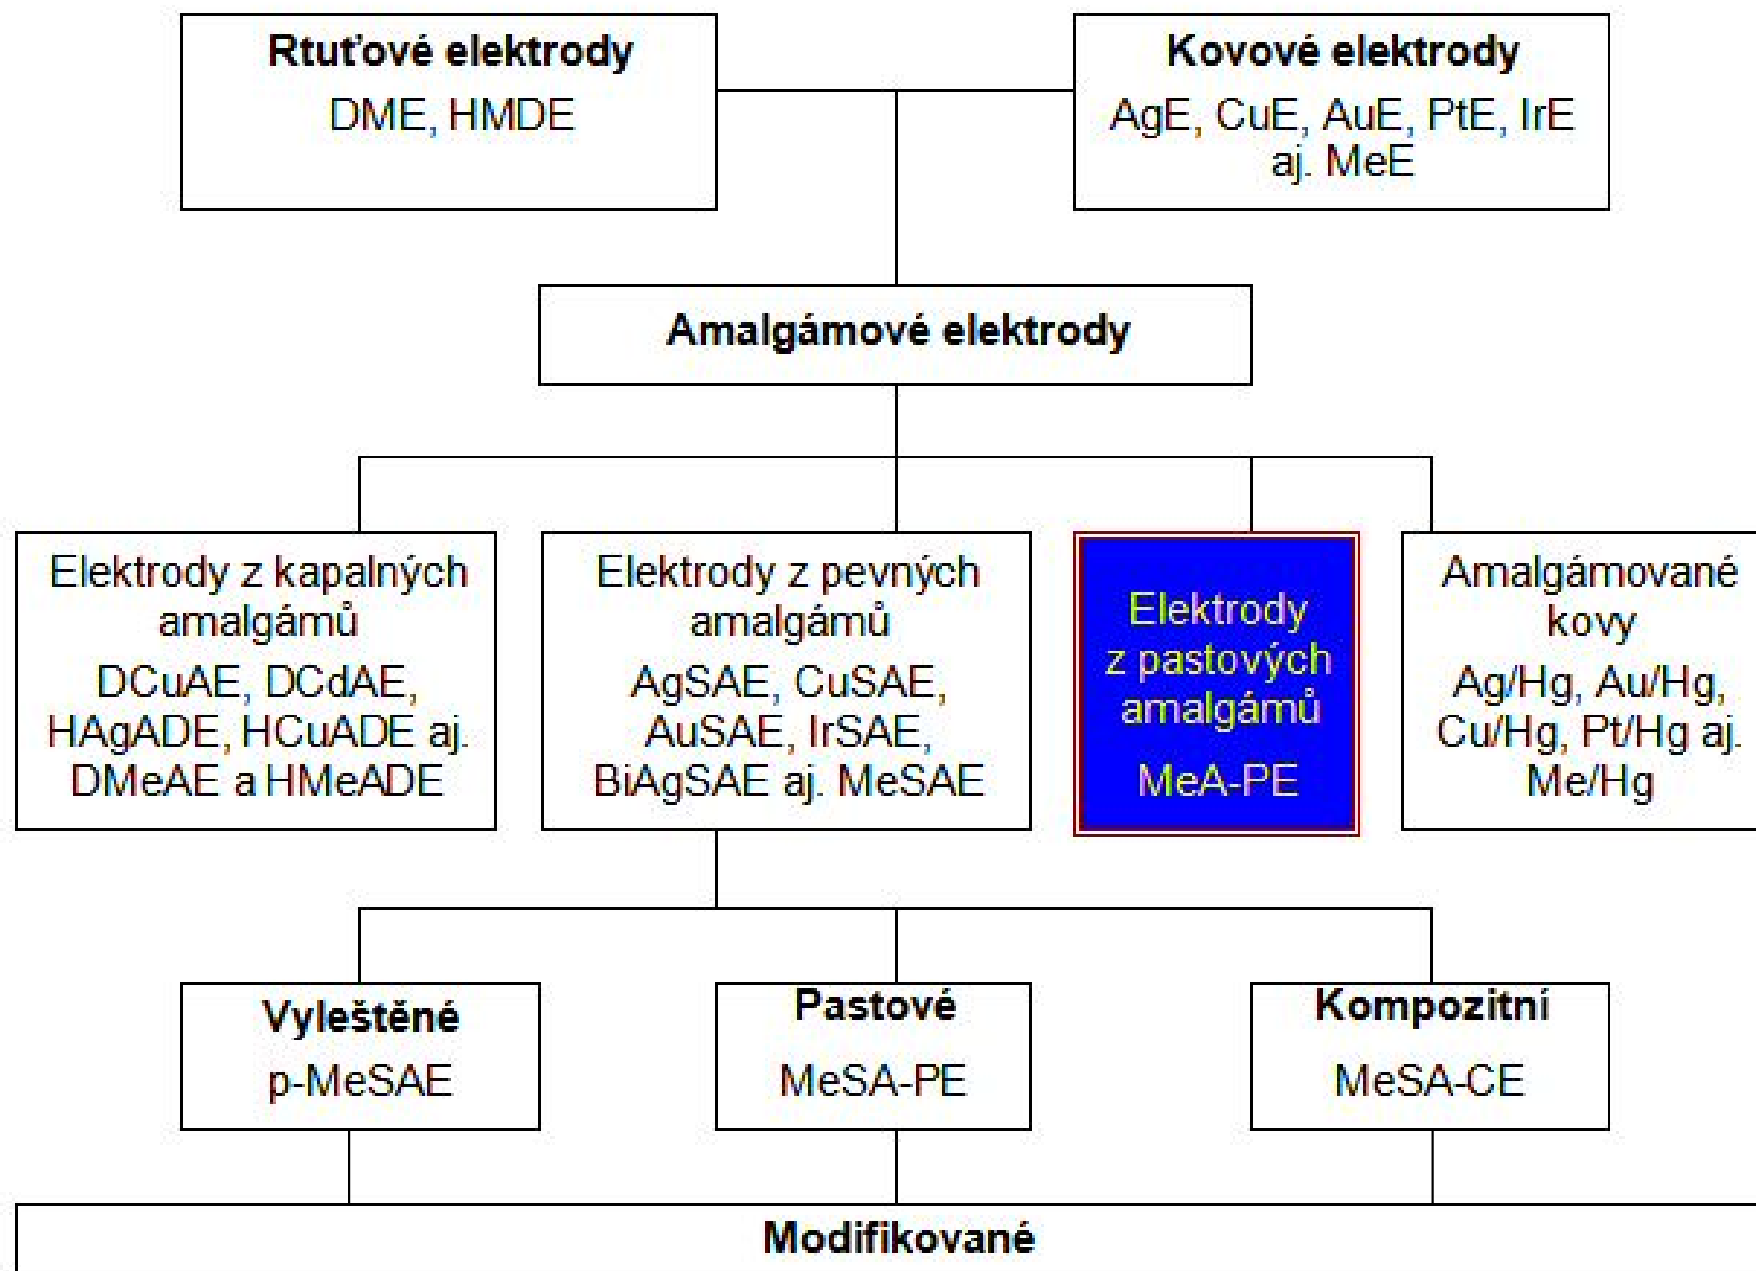 Rtuťové elektrody
DME, HMDE
Kovové elektrody
AgE, CuE, AuE, PtE, IrE
aj. MeE
Amalgámové elektrody
Elektrody z kapalných
amalgámů
DCuAE, DCdAE,
HAgADE, HCuADE aj.
DMeAE a HMeADE
Elektrody z pevných
amalgámů
AgSAE, CuSAE,
AuSAE, IrSAE,
BiAgSAE aj. MeSAE
Elektrody
z pastových
amalgámů
MeA-PE
Amalgámované
kovy
Ag/Hg, Au/Hg,
Cu/Hg, Pt/Hg aj.
Me/Hg
Vyleštěné
p-MeSAE
Pastové
MeSA-PE
Kompozitní
MeSA-CE
Modifikované